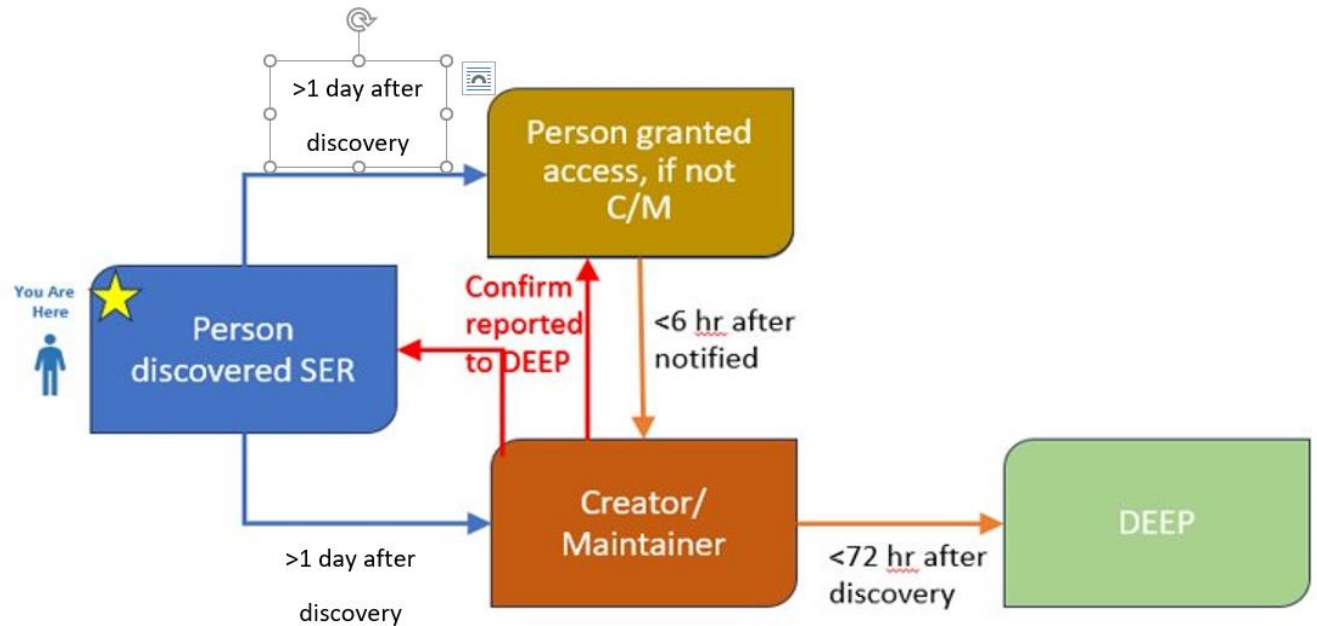 >1 day after
discovery
Person granted
access, if not
C/M
You Are
Here
Person
discovered SER
Confirm
reported
to DEEP
<6 hr after
notified
>1 day after
discovery
Creator/
Maintainer
<72 hr after
discovery
DEEP